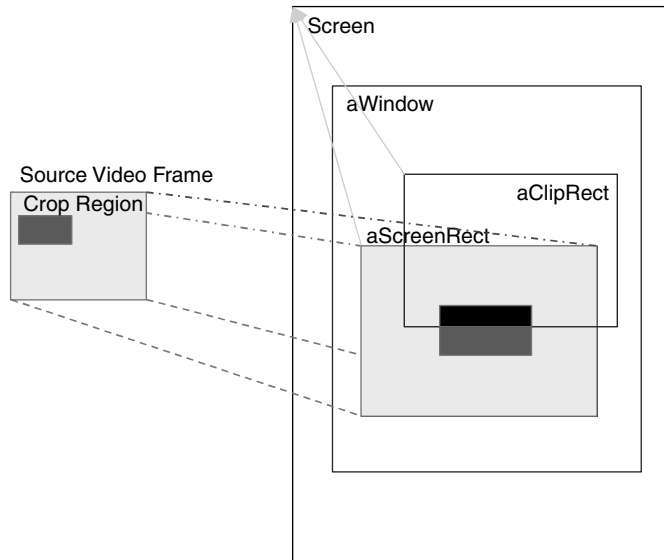 Screen
aWindow
Source Video Frame
aClipRect
Crop Region
aScreenRect